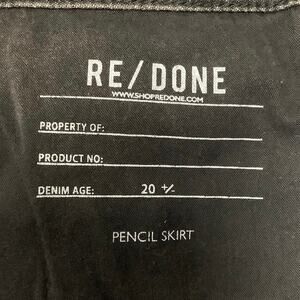 RE/DONE
WWW.SHOPREDONE.COM
PROPERTY OF:
PRODUCT NO:
DENIM AGE: 20 +/-
PENCIL SKIRT